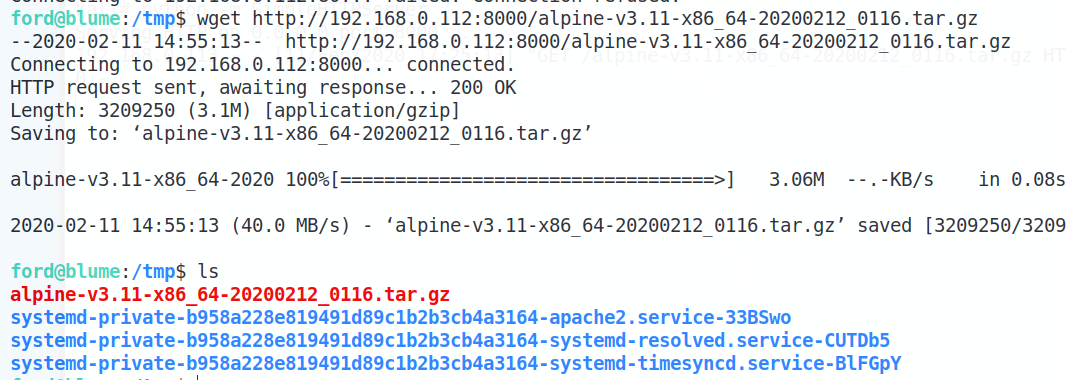 ford@blume:/tmp$ wget http://192.168.0.112:8000/alpine-v3.11-x86_64-20200212_0116.tar.gz
--2020-02-11 14:55:13--  http://192.168.0.112:8000/alpine-v3.11-x86_64-20200212_0116.tar.gz
Connecting to 192.168.0.112:8000... connected.
HTTP request sent, awaiting response... 200 OK
Length: 3209250 (3.1M) [application/gzip]
Saving to: ‘alpine-v3.11-x86_64-20200212_0116.tar.gz’
alpine-v3.11-x86_64-2020 100%[==================================>]   3.06M  --.-KB/s    in 0.08s
2020-02-11 14:55:13 (40.0 MB/s) - ‘alpine-v3.11-x86_64-20200212_0116.tar.gz’ saved [3209250/3209
ford@blume:/tmp$ ls
alpine-v3.11-x86_64-20200212_0116.tar.gz
systemd-private-b958a228e819491d89c1b2b3cb4a3164-apache2.service-33BSwo
systemd-private-b958a228e819491d89c1b2b3cb4a3164-systemd-resolved.service-CUTDb5
systemd-private-b958a228e819491d89c1b2b3cb4a3164-systemd-timesyncd.service-BlFGpY